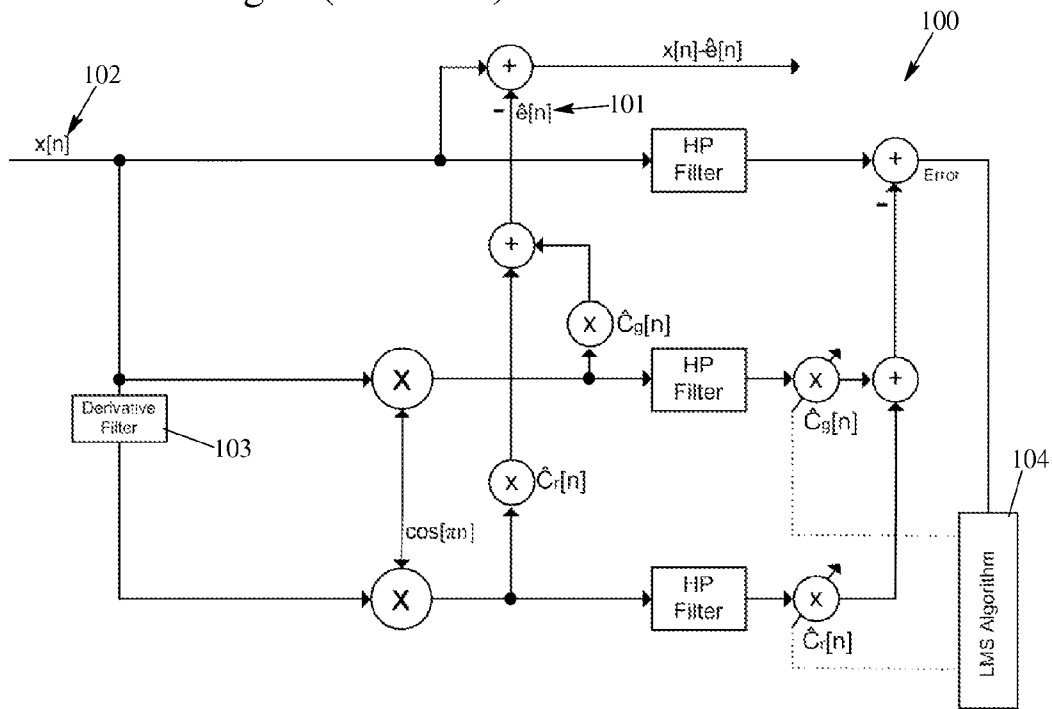 100
x[n]-ê[n]
+
102
- ê[n]
101
x[n]
HP
Filter
+
Error
-
+
x
Ĉg[n]
x
HP
Filter
x
+
Derivative
Filter
103
Ĉg[n]
x
Ĉr[n]
104
cos[πn]
x
HP
Filter
x
Ĉr[n]
LMS Algorithm